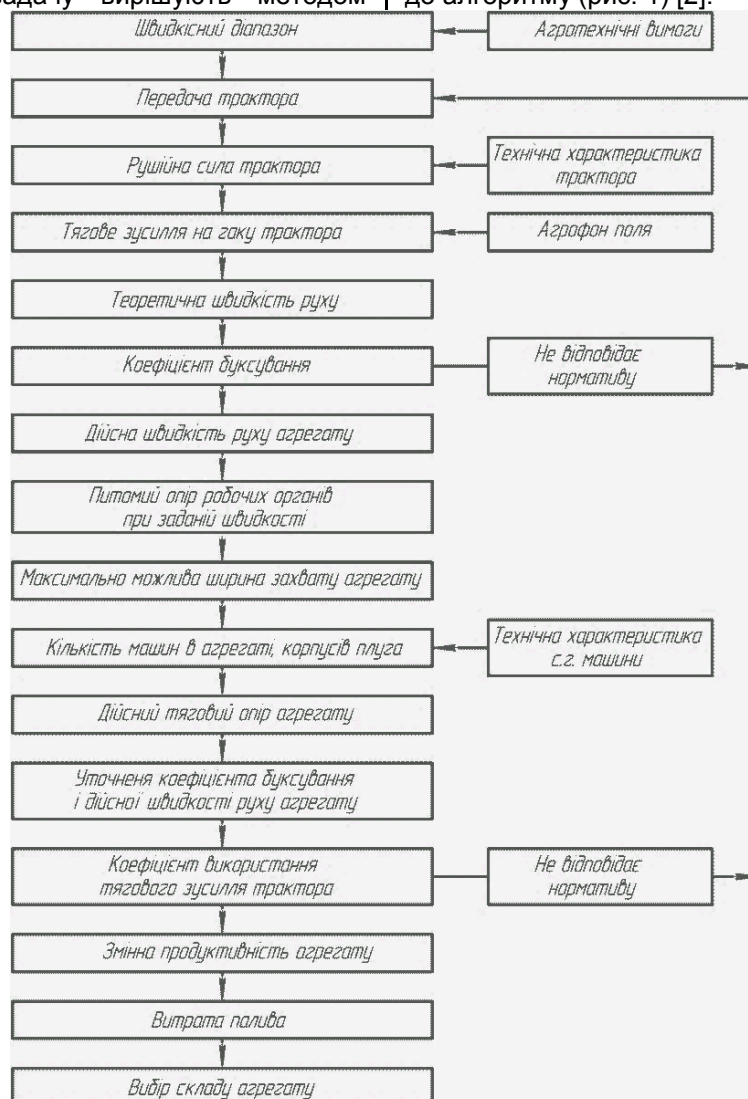 задачу вирішують методом
до алгоритму (рис. 1) [2].
Швидкісний діапазон
Агротехнічні вимоги
Передача трактора
Рушійна сила трактора
Технічна характеристика
трактора
Тягове зусилля на гаку трактора
Агрофон поля
Теоретична швидкість руху
Коефіцієнт буксування
Не відповідає
нормативу
Дійсна швидкість руху агрегату
Питомий опір робочих органів
при заданій швидкості
Максимально можлива ширина захвату агрегату
Кількість машин в агрегаті, корпусів плуга
Технічна характеристика
с.г. машини
Дійсний тяговий опір агрегату
Уточненя коефіцієнта буксування
і дійсної швидкості руху агрегату
Коефіцієнт використання
тягового зусилля трактора
Не відповідає
нормативу
Змінна продуктивність агрегату
Витрата палива
Вибір складу агрегату